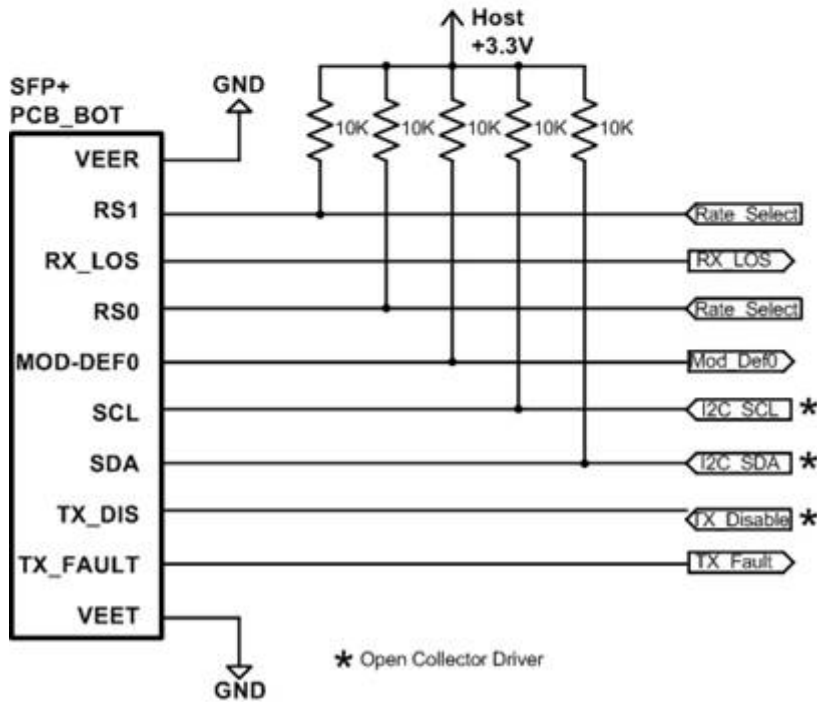 Host
+3.3V
SFP+
PCB_BOT
GND
10K 10K 10K 10K 10K
VEER
RS1
Rate_Select
RX_LOS
RX_LOS
RS0
Rate_Select
MOD-DEF0
Mod_Def0
SCL
I2C_SCL *
SDA
I2C_SDA *
TX_DIS
TX_Disable *
TX_FAULT
TX_Fault
VEET
GND
* Open Collector Driver